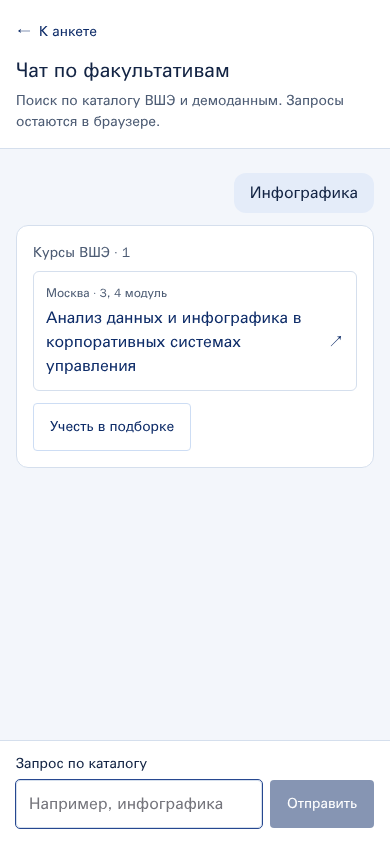 ← К анкете
Чат по факультативам
Поиск по каталогу ВШЭ и демоданным. Запросы
остаются в браузере.
Инфографика
Курсы ВШЭ · 1
Москва · 3, 4 модуль
Анализ данных и инфографика в
корпоративных системах
управления
↗
Учесть в подборке
Запрос по каталогу
Например, инфографика
Отправить